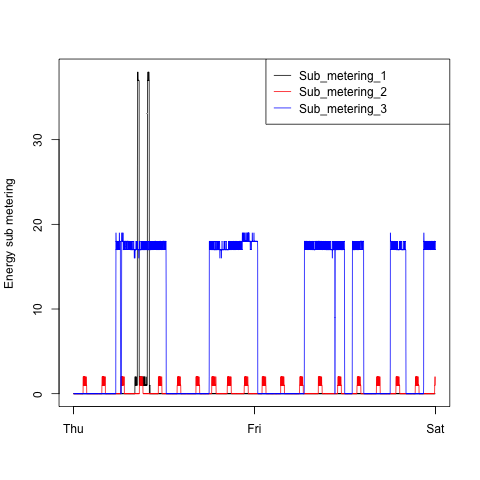 Sub_metering_1
Sub_metering_2
Sub_metering_3
Energy sub metering
30
20
10
0
Thu
Fri
Sat